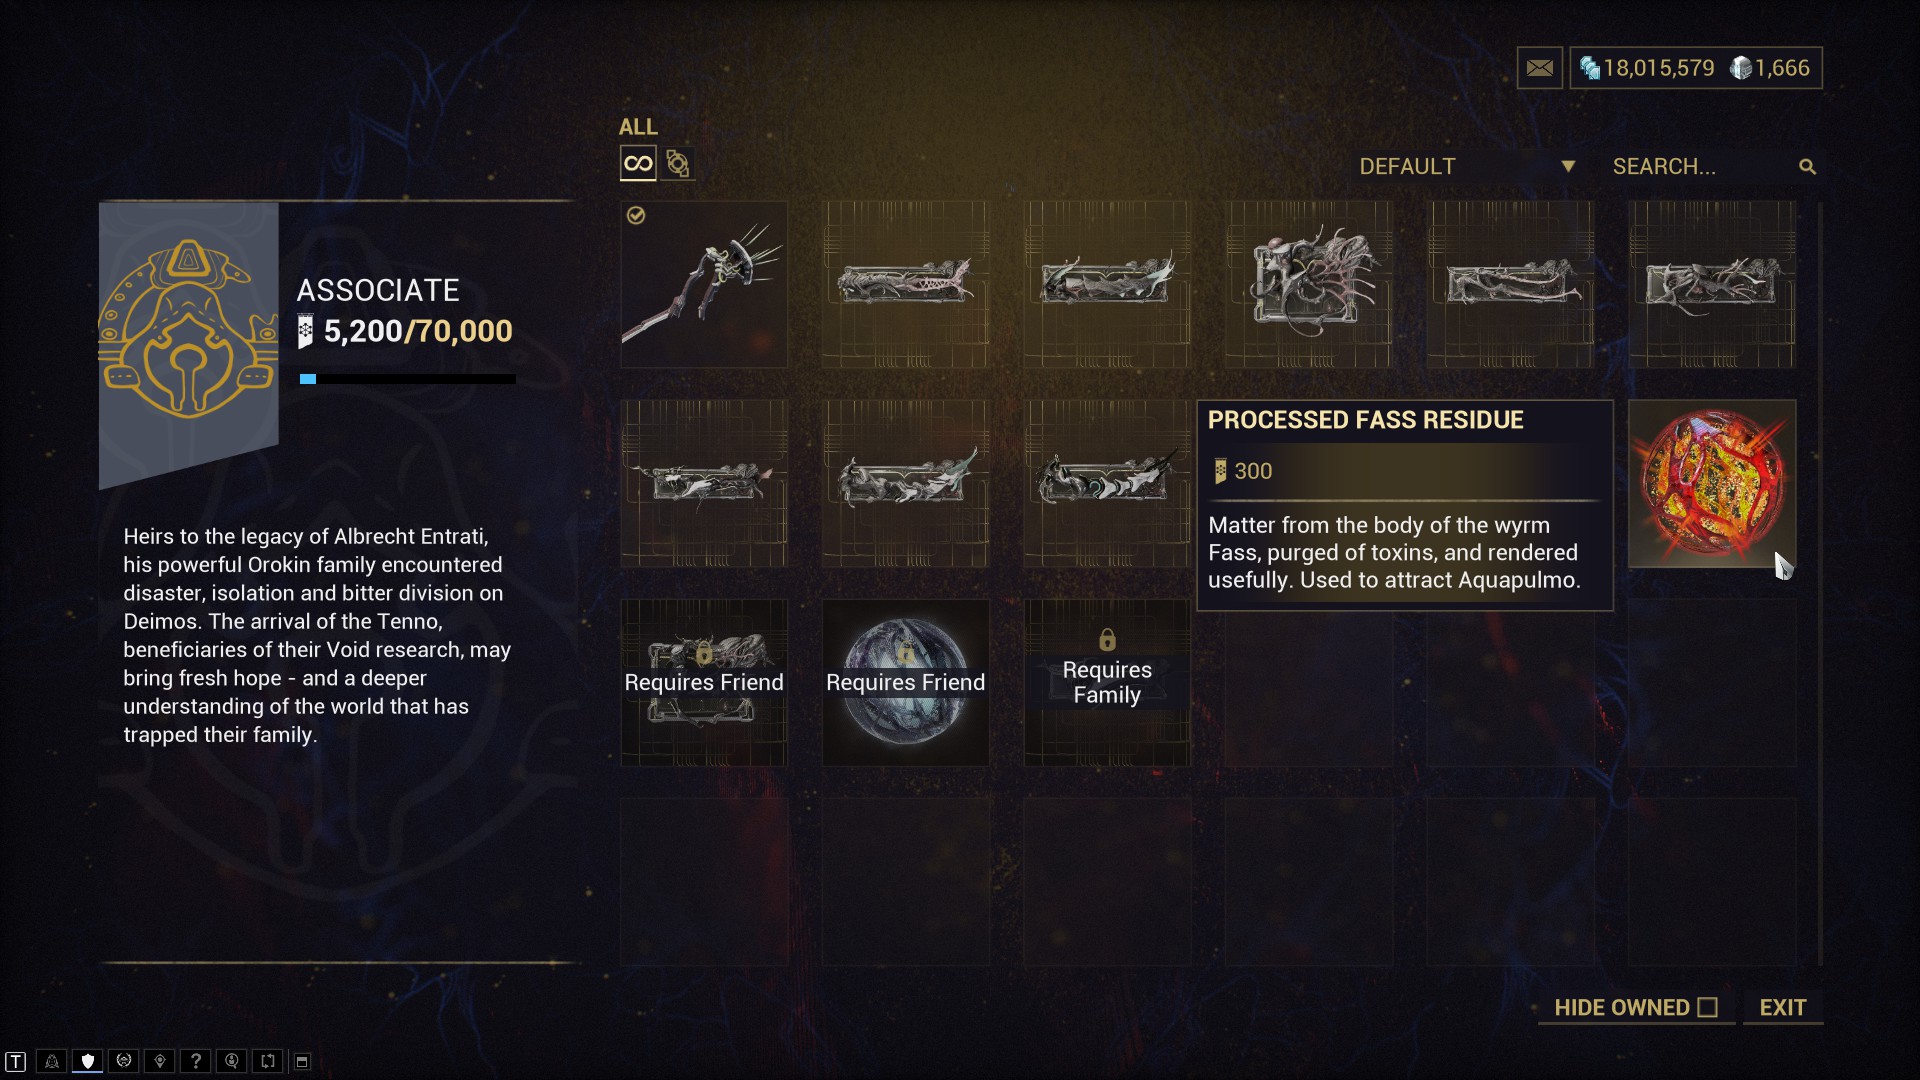 18,015,579 1,666
ALL
DEFAULT
SEARCH...
ASSOCIATE
5,200/70,000
Heirs to the legacy of Albrecht Entrati,
his powerful Orokin family encountered
disaster, isolation and bitter division on
Deimos. The arrival of the Tenno,
beneficiaries of their Void research, may
bring fresh hope - and a deeper
understanding of the world that has
trapped their family.
PROCESSED FASS RESIDUE
300
Matter from the body of the wyrm
Fass, purged of toxins, and rendered
usefully. Used to attract Aquapulmo.
Requires Friend
Requires Friend
Requires
Family
HIDE OWNED
EXIT
T
?